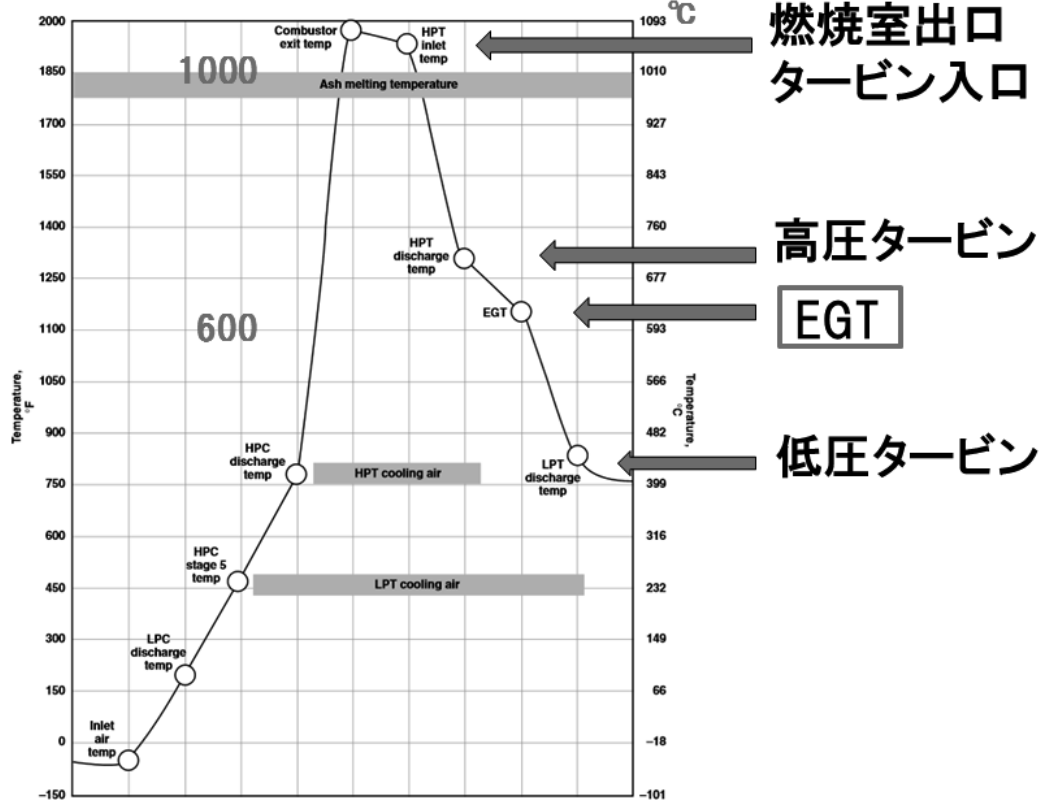 °C
2000
1850
1700
1550
1400
1250
1100
1050
900
750
600
450
300
150
0
–150
Temperature,
°F
1093
1010
927
843
760
677
593
566
482
399
316
232
149
66
–18
–101
Temperature,
°C
1000
600
Combustor
exit temp
HPT
inlet
temp
Ash melting temperature
HPT
discharge
temp
EGT
HPC
discharge
temp
HPT cooling air
LPT
discharge
temp
HPC
stage 5
temp
LPT cooling air
LPC
discharge
temp
Inlet
air
temp
燃焼室出口
タービン入口
高圧タービン
EGT
低圧タービン